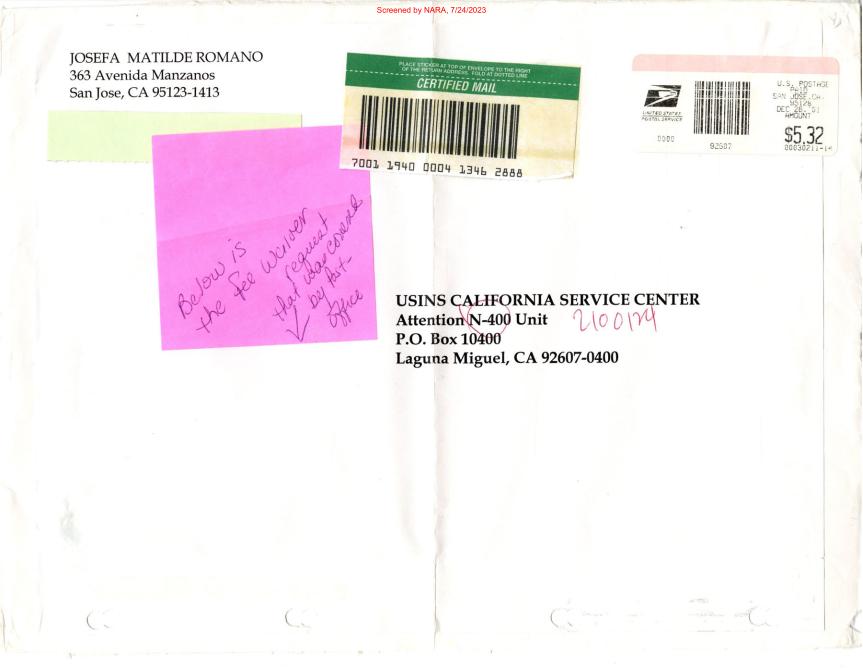 Screened by NARA, 7/24/2023
JOSEFA MATILDE ROMANO
363 Avenida Manzanos
San Jose, CA 95123-1413
PLACE STICKER AT TOP OF ENVELOPE TO THE RIGHT
OF THE RETURN ADDRESS. FOLD AT DOTTED LINE
CERTIFIED MAIL
7001 1940 0004 1346 2888
UNITED STATES
POSTAL SERVICE
0000
92607
U.S. POSTAGE
PAID
SAN JOSE, CA.
95128
DEC 28, 01
AMOUNT
$5.32
00030211-14
Below is
the fee waiver
request
that was covered
by Post-
office
USINS CALIFORNIA SERVICE CENTER
Attention N-400 Unit
2100174
P.O. Box 10400
Laguna Miguel, CA 92607-0400